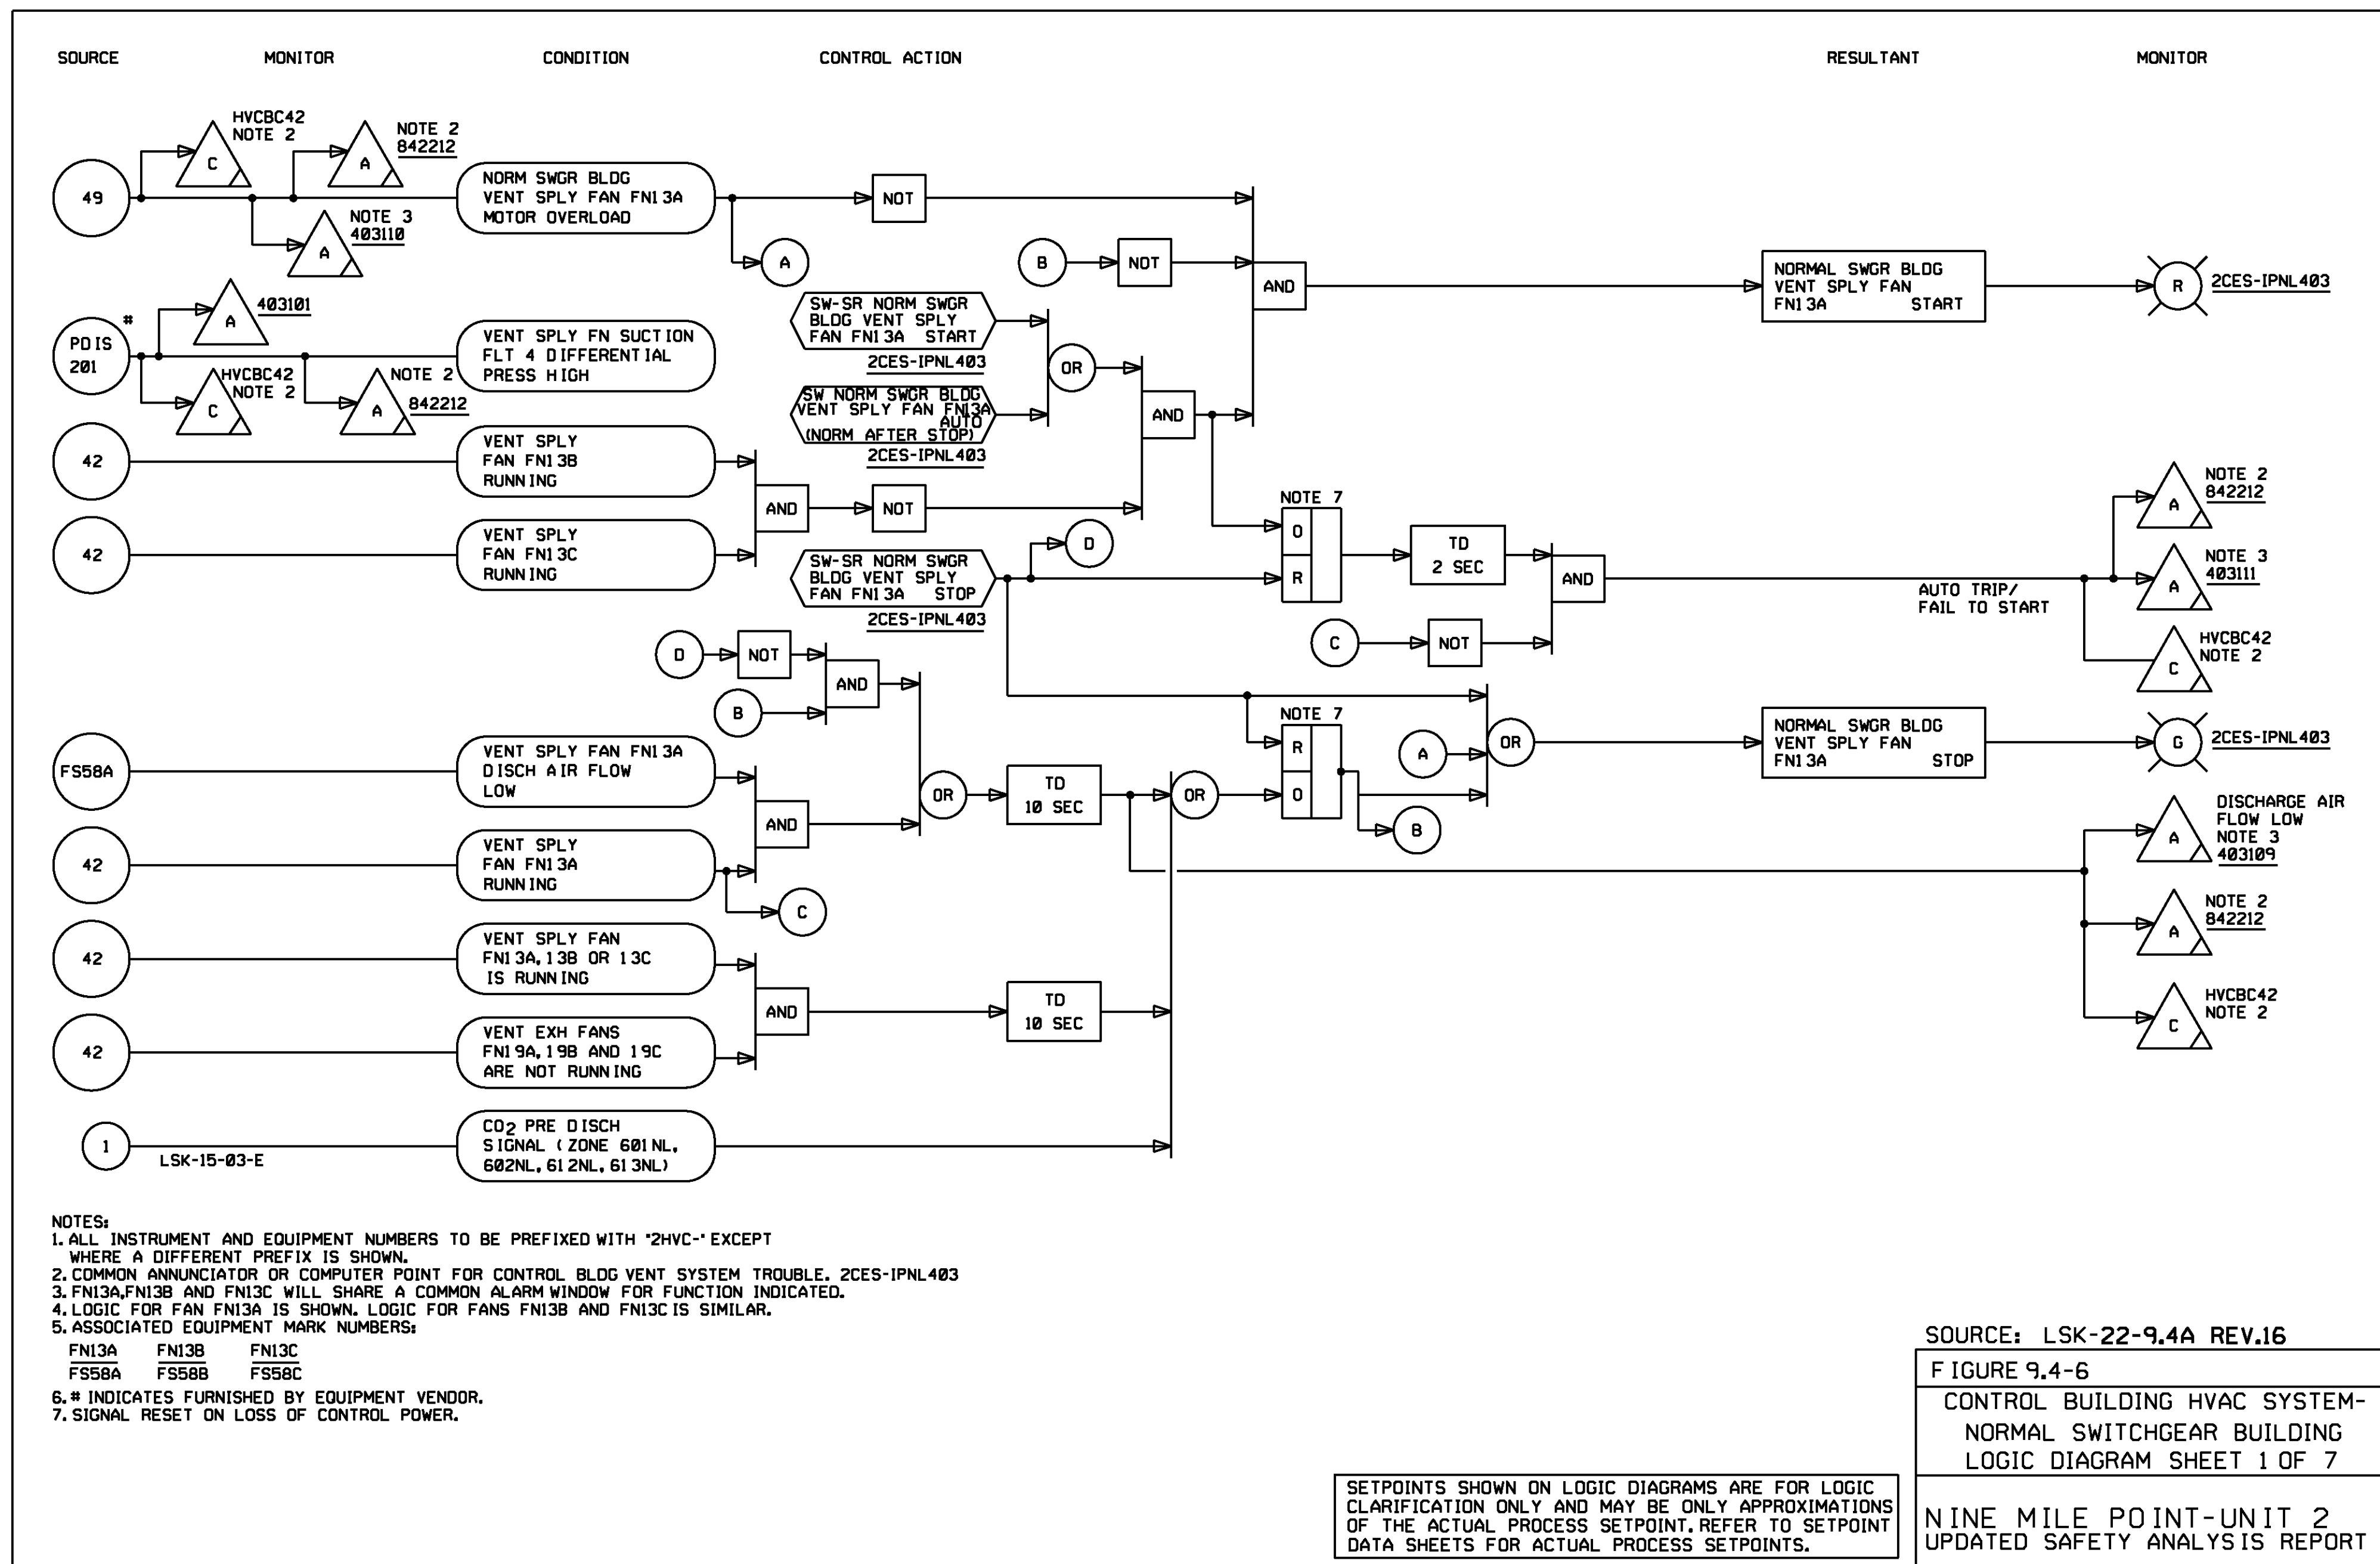 SOURCE MONITOR CONDITION CONTROL ACTION RESULTANT MONITOR
HVCBC42
NOTE 2
C
NOTE 2
842212
A
49
NORM SWGR BLDG
VENT SPLY FAN FN13A
MOTOR OVERLOAD
NOT
NOTE 3
403110
A
A
B
NOT
AND
NORMAL SWGR BLDG
VENT SPLY FAN
FN13A START
R
2CES-IPNL403
SW-SR NORM SWGR
BLDG VENT SPLY
FAN FN13A START
2CES-IPNL403
403101
A
#
PDIS
201
VENT SPLY FN SUCTION
FLT 4 DIFFERENTIAL
PRESS HIGH
OR
HVCBC42
NOTE 2
C
NOTE 2
842212
A
SW NORM SWGR BLDG
VENT SPLY FAN FN13A
AUTO
(NORM AFTER STOP)
2CES-IPNL403
AND
42
VENT SPLY
FAN FN13B
RUNNING
AND
NOT
42
VENT SPLY
FAN FN13C
RUNNING
D
SW-SR NORM SWGR
BLDG VENT SPLY
FAN FN13A STOP
2CES-IPNL403
NOTE 7
O
R
TD
2 SEC
AND
C
NOT
AUTO TRIP/
FAIL TO START
NOTE 2
842212
A
NOTE 3
403111
A
HVCBC42
NOTE 2
C
D
NOT
AND
B
NOTE 7
R
O
A
OR
B
NORMAL SWGR BLDG
VENT SPLY FAN
FN13A STOP
G
2CES-IPNL403
FS58A
VENT SPLY FAN FN13A
DISCH AIR FLOW
LOW
AND
OR
TD
10 SEC
OR
42
VENT SPLY
FAN FN13A
RUNNING
C
DISCHARGE AIR
FLOW LOW
NOTE 3
403109
A
NOTE 2
842212
A
HVCBC42
NOTE 2
C
42
VENT SPLY FAN
FN13A,13B OR 13C
IS RUNNING
AND
TD
10 SEC
42
VENT EXH FANS
FN19A,19B AND 19C
ARE NOT RUNNING
1
LSK-15-03-E
CO2 PRE DISCH
SIGNAL (ZONE 601NL,
602NL,612NL,613NL)
NOTES:
1. ALL INSTRUMENT AND EQUIPMENT NUMBERS TO BE PREFIXED WITH "2HVC-" EXCEPT
WHERE A DIFFERENT PREFIX IS SHOWN.
2. COMMON ANNUNCIATOR OR COMPUTER POINT FOR CONTROL BLDG VENT SYSTEM TROUBLE. 2CES-IPNL403
3. FN13A,FN13B AND FN13C WILL SHARE A COMMON ALARM WINDOW FOR FUNCTION INDICATED.
4. LOGIC FOR FAN FN13A IS SHOWN. LOGIC FOR FANS FN13B AND FN13C IS SIMILAR.
5. ASSOCIATED EQUIPMENT MARK NUMBERS:
FN13A FN13B FN13C
FS58A FS58B FS58C
6. # INDICATES FURNISHED BY EQUIPMENT VENDOR.
7. SIGNAL RESET ON LOSS OF CONTROL POWER.
SETPOINTS SHOWN ON LOGIC DIAGRAMS ARE FOR LOGIC
CLARIFICATION ONLY AND MAY BE ONLY APPROXIMATIONS
OF THE ACTUAL PROCESS SETPOINT. REFER TO SETPOINT
DATA SHEETS FOR ACTUAL PROCESS SETPOINTS.
SOURCE: LSK-22-9.4A REV.16
FIGURE 9.4-6
CONTROL BUILDING HVAC SYSTEM-
NORMAL SWITCHGEAR BUILDING
LOGIC DIAGRAM SHEET 1 OF 7
NINE MILE POINT-UNIT 2
UPDATED SAFETY ANALYSIS REPORT